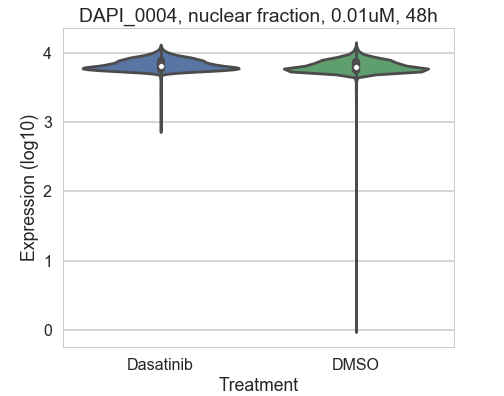 DAPI_0004, nuclear fraction, 0.01uM, 48h
Expression (log10)
4
3
2
1
0
Dasatinib DMSO
Treatment